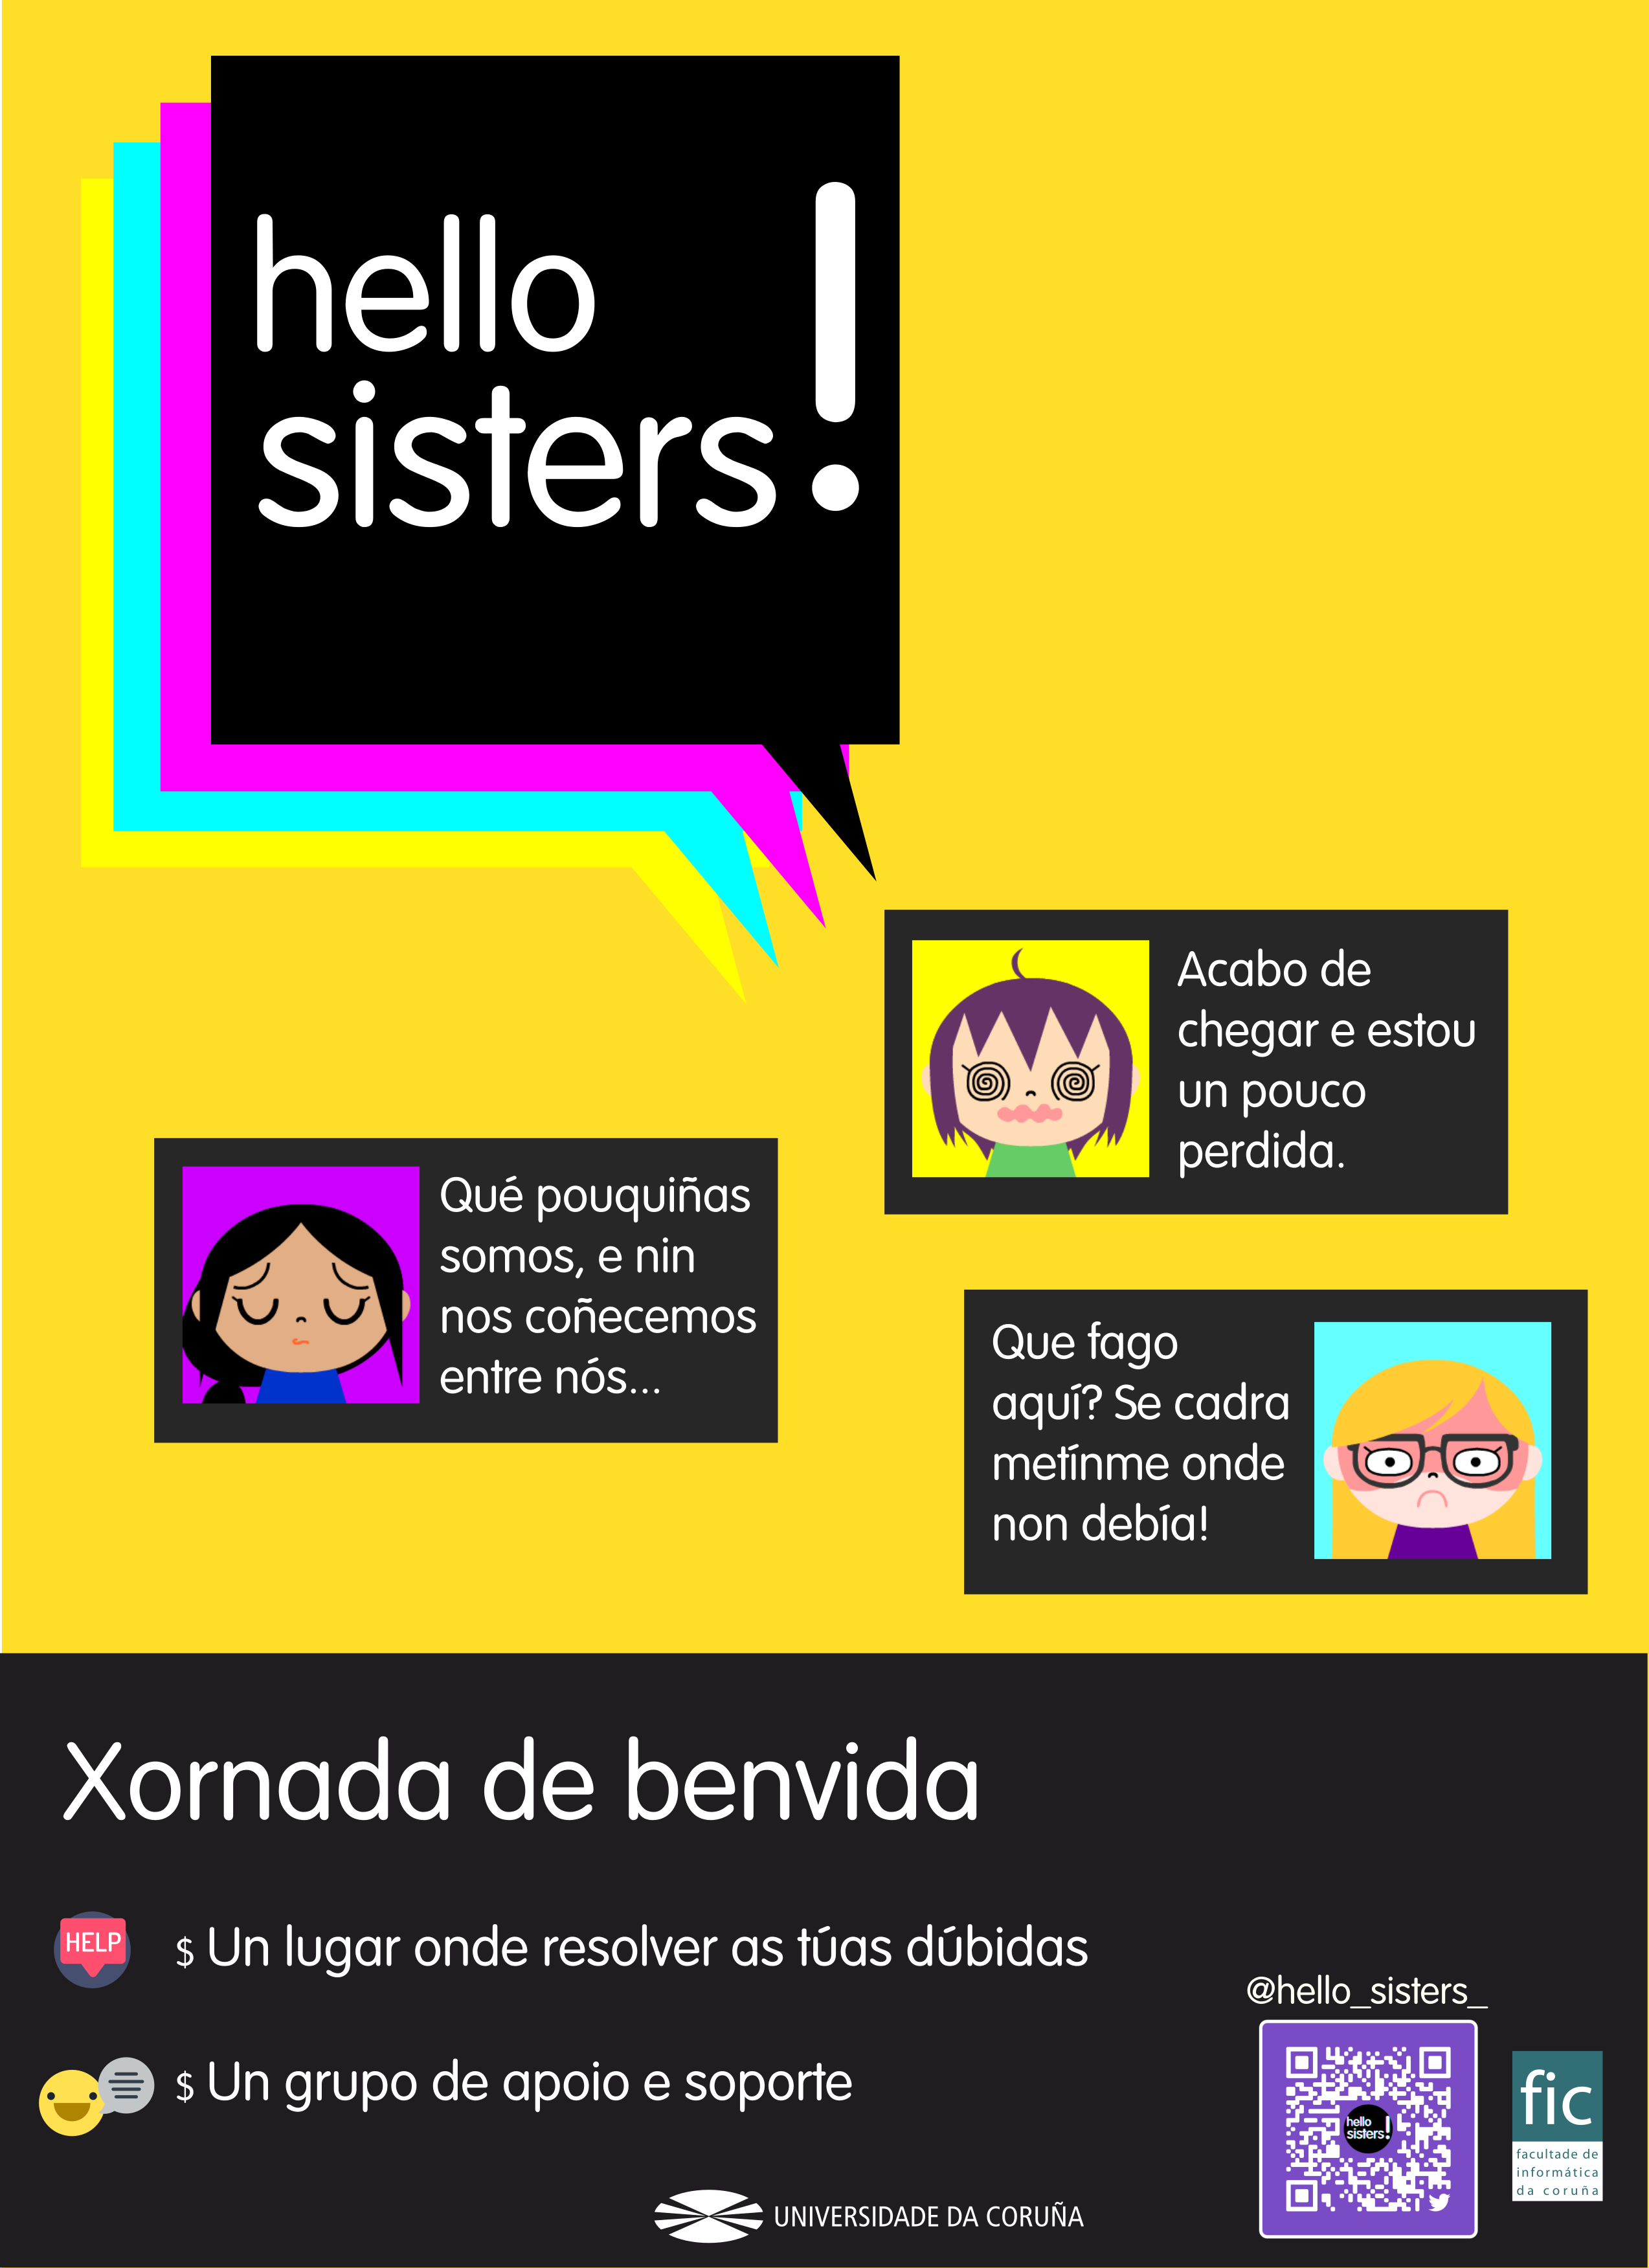 hello
sisters!
Acabo de
chegar e estou
un pouco
perdida.
Qué pouquiñas
somos, e nin
nos coñecemos
entre nós...
Que fago
aquí? Se cadra
metínme onde
non debía!
Xornada de benvida
HELP
$ Un lugar onde resolver as túas dúbidas
$ Un grupo de apoio e soporte
@hello_sisters_
hello
sisters!
fic
facultade de
informática
da coruña
UNIVERSIDADE DA CORUÑA